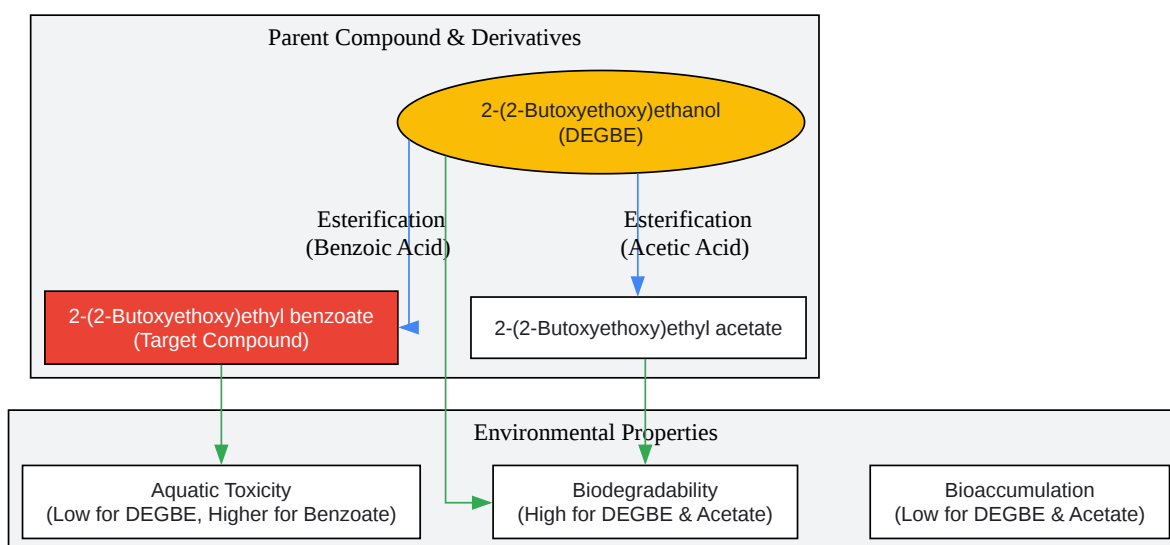 Parent Compound & Derivatives
2-(2-Butoxyethoxy)ethanol
(DEGBE)
Esterification
(Benzoic Acid)
Esterification
(Acetic Acid)
2-(2-Butoxyethoxy)ethyl benzoate
(Target Compound)
2-(2-Butoxyethoxy)ethyl acetate
Environmental Properties
Aquatic Toxicity
(Low for DEGBE, Higher for Benzoate)
Biodegradability
(High for DEGBE & Acetate)
Bioaccumulation
(Low for DEGBE & Acetate)